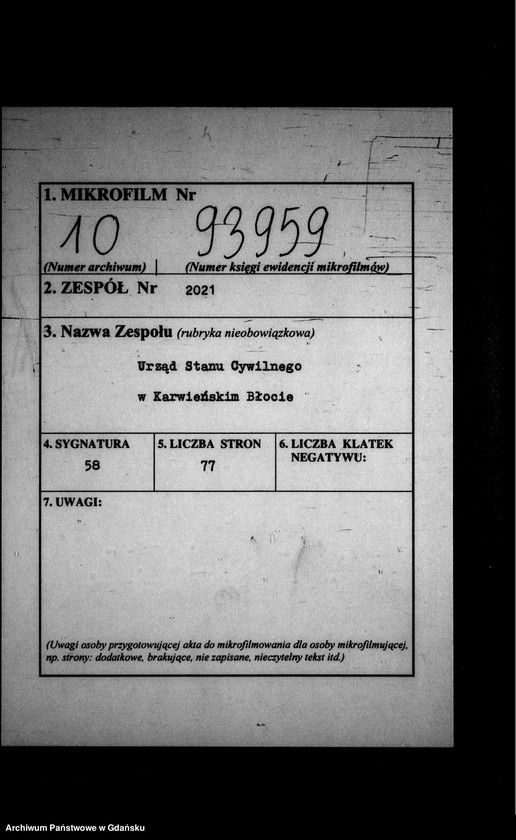 1. MIKROFILM Nr
10 93959
(Numer archiwum) (Numer księgi ewidencji mikrofilmów)
2. ZESPÓŁ Nr 2021
3. Nazwa Zespołu (rubryka nieobowiązkowa)
Urząd Stanu Cywilnego
w Karwieńskim Błocie
4. SYGNATURA 5. LICZBA STRON 6. LICZBA KLATEK
NEGATYWU:
58 77
7. UWAGI:
(Uwagi osoby przygotowującej akta do mikrofilmowania dla osoby mikrofilmującej,
np. strony: dodatkowe, brakujące, nie zapisane, nieczytelny tekst itd.)
Archiwum Państwowe w Gdańsku